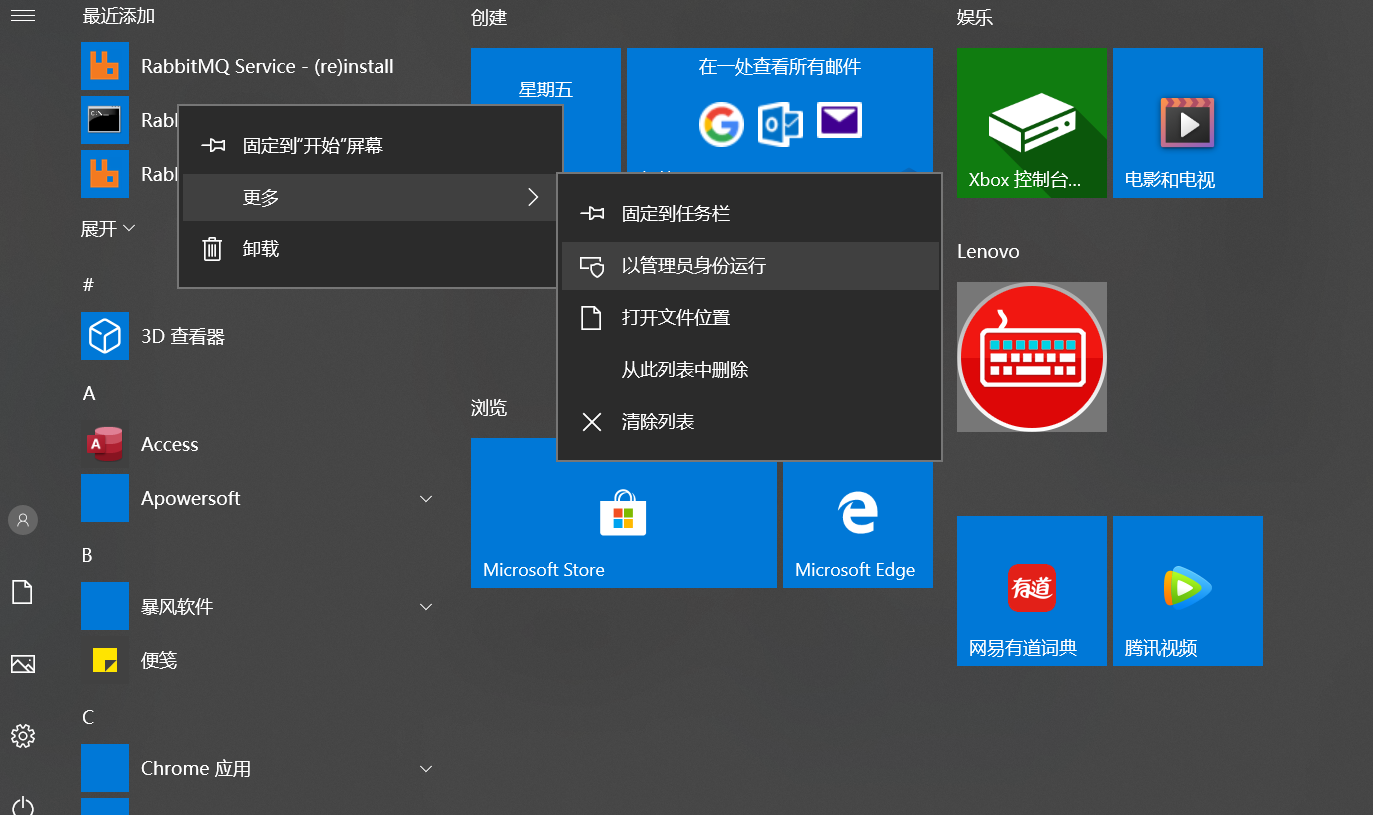 最近添加
RabbitMQ Service - (re)install
Rab
Rab
展开
#
3D 查看器
A
Access
Apowersoft
B
暴风软件
便笺
C
Chrome 应用
固定到“开始”屏幕
更多
卸载
固定到任务栏
以管理员身份运行
打开文件位置
从此列表中删除
清除列表
创建
星期五
在一处查看所有邮件
浏览
Microsoft Store
Microsoft Edge
娱乐
Xbox 控制台...
电影和电视
Lenovo
有道
网易有道词典
腾讯视频